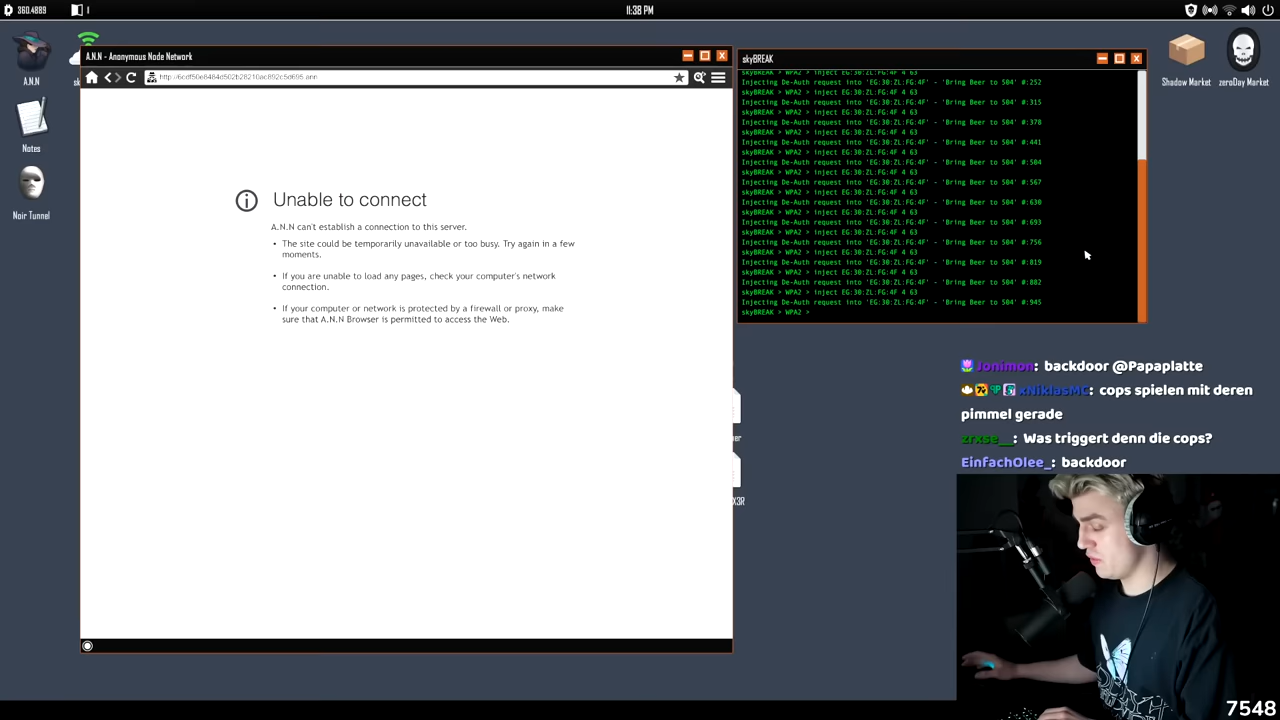 360.4889
1
11:38 PM
A.N.N
Notes
Noir Tunnel
Shadow Market
zeroDay Market
A.N.N - Anonymous Node Network
Unable to connect
A.N.N can't establish a connection to this server.
• The site could be temporarily unavailable or too busy. Try again in a few
moments.
• If you are unable to load any pages, check your computer's network
connection.
• If your computer or network is protected by a firewall or proxy, make
sure that A.N.N Browser is permitted to access the Web.
skyBREAK
skyBREAK > WPA2 > inject EG:30:ZL:FG:4F 4 63
Injecting De-Auth request into 'EG:30:ZL:FG:4F' - 'Bring Beer to 504' #:252
skyBREAK > WPA2 > inject EG:30:ZL:FG:4F 4 63
Injecting De-Auth request into 'EG:30:ZL:FG:4F' - 'Bring Beer to 504' #:315
skyBREAK > WPA2 > inject EG:30:ZL:FG:4F 4 63
Injecting De-Auth request into 'EG:30:ZL:FG:4F' - 'Bring Beer to 504' #:378
skyBREAK > WPA2 > inject EG:30:ZL:FG:4F 4 63
Injecting De-Auth request into 'EG:30:ZL:FG:4F' - 'Bring Beer to 504' #:441
skyBREAK > WPA2 > inject EG:30:ZL:FG:4F 4 63
Injecting De-Auth request into 'EG:30:ZL:FG:4F' - 'Bring Beer to 504' #:504
skyBREAK > WPA2 > inject EG:30:ZL:FG:4F 4 63
Injecting De-Auth request into 'EG:30:ZL:FG:4F' - 'Bring Beer to 504' #:567
skyBREAK > WPA2 > inject EG:30:ZL:FG:4F 4 63
Injecting De-Auth request into 'EG:30:ZL:FG:4F' - 'Bring Beer to 504' #:630
skyBREAK > WPA2 > inject EG:30:ZL:FG:4F 4 63
Injecting De-Auth request into 'EG:30:ZL:FG:4F' - 'Bring Beer to 504' #:693
skyBREAK > WPA2 > inject EG:30:ZL:FG:4F 4 63
Injecting De-Auth request into 'EG:30:ZL:FG:4F' - 'Bring Beer to 504' #:756
skyBREAK > WPA2 > inject EG:30:ZL:FG:4F 4 63
Injecting De-Auth request into 'EG:30:ZL:FG:4F' - 'Bring Beer to 504' #:819
skyBREAK > WPA2 > inject EG:30:ZL:FG:4F 4 63
Injecting De-Auth request into 'EG:30:ZL:FG:4F' - 'Bring Beer to 504' #:882
skyBREAK > WPA2 > inject EG:30:ZL:FG:4F 4 63
Injecting De-Auth request into 'EG:30:ZL:FG:4F' - 'Bring Beer to 504' #:945
skyBREAK > WPA2 >
Jonimon: backdoor @Papaplatte
xNiklasMC: cops spielen mit deren
pimmel gerade
zrxse__: Was triggert denn die cops?
EinfachOlee_: backdoor
7548